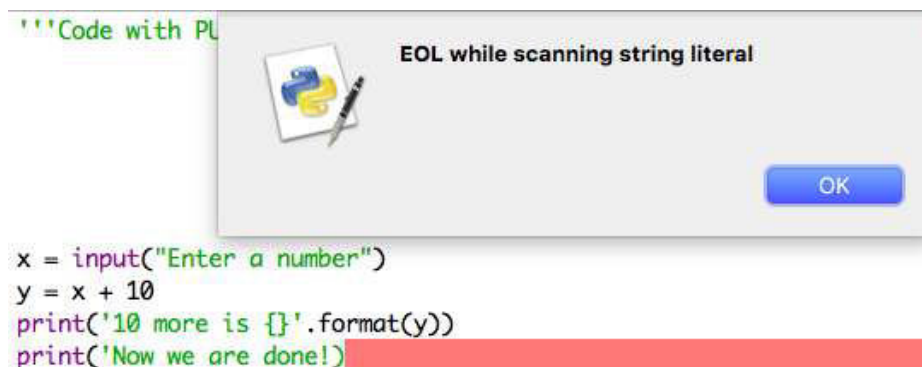 '''Code with
EOL while scanning string literal
OK
x = input("Enter a number")
y = x + 10
print('10 more is {}'.format(y))
print('Now we are done!)